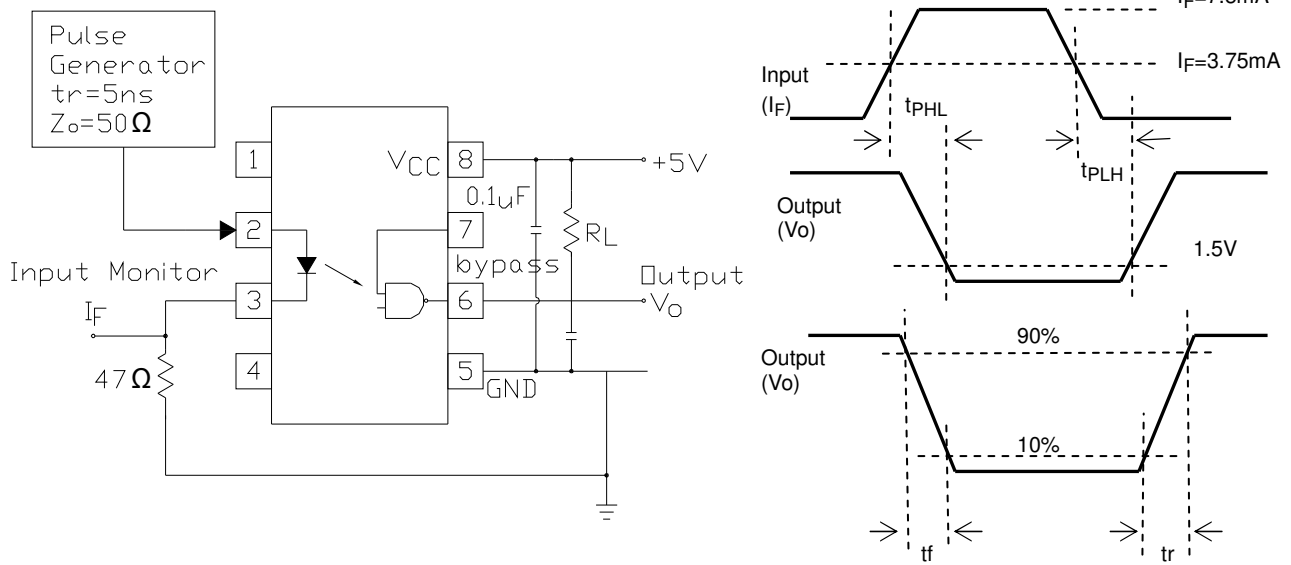 Pulse
Generator
tr=5ns
Zo=50Ω
1
2
3
4
VCC
8
7
6
5
0.1uF
bypass
+5V
RL
Output
Vo
GND
Input Monitor
IF
47Ω
IF=3.75mA
Input
(IF)
tPHL
tPLH
Output
(Vo)
1.5V
90%
Output
(Vo)
10%
tf
tr